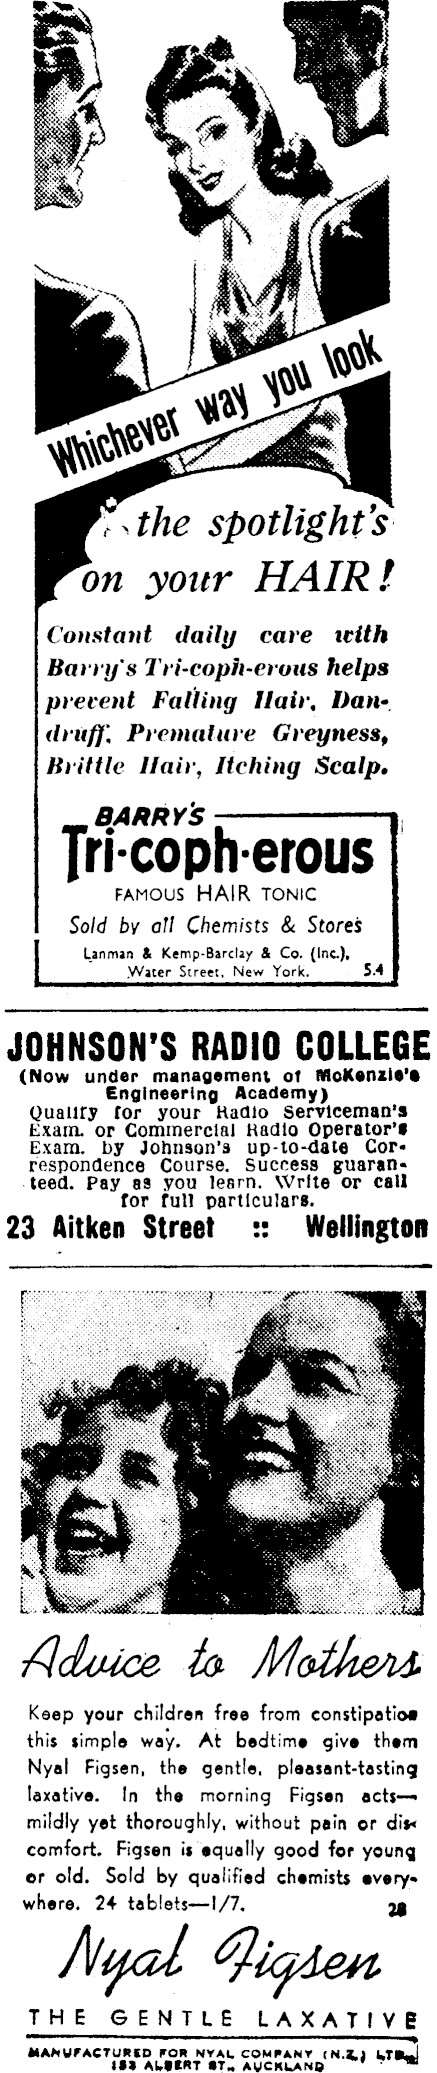 Whichever way you look
the spotlight's
on your HAIR!
Constant daily care with
Barry's Tri-coph-erous helps
prevent Falling Hair, Dan-
druff, Premature Greyness,
Brittle Hair, Itching Scalp.
BARRY'S
Tri-coph-erous
FAMOUS HAIR TONIC
Sold by all Chemists & Stores
Lanman & Kemp-Barclay & Co. (Inc.),
Water Street, New York. 5.4
JOHNSON'S RADIO COLLEGE
(Now under management of McKenzie's
Engineering Academy)
Qualify for your Radio Serviceman's
Exam. or Commercial Radio Operator's
Exam. by Johnson's up-to-date Cor-
respondence Course. Success guaran-
teed. Pay as you learn. Write or call
for full particulars.
23 Aitken Street :: Wellington
Advice to Mothers
Keep your children free from constipation
this simple way. At bedtime give them
Nyal Figsen, the gentle, pleasant-tasting
laxative. In the morning Figsen acts—
mildly yet thoroughly, without pain or dis-
comfort. Figsen is equally good for young
or old. Sold by qualified chemists every-
where. 24 tablets—1/7. 28
Nyal Figsen
THE GENTLE LAXATIVE
MANUFACTURED FOR NYAL COMPANY (N.Z.) LTD.,
153 ALBERT ST., AUCKLAND